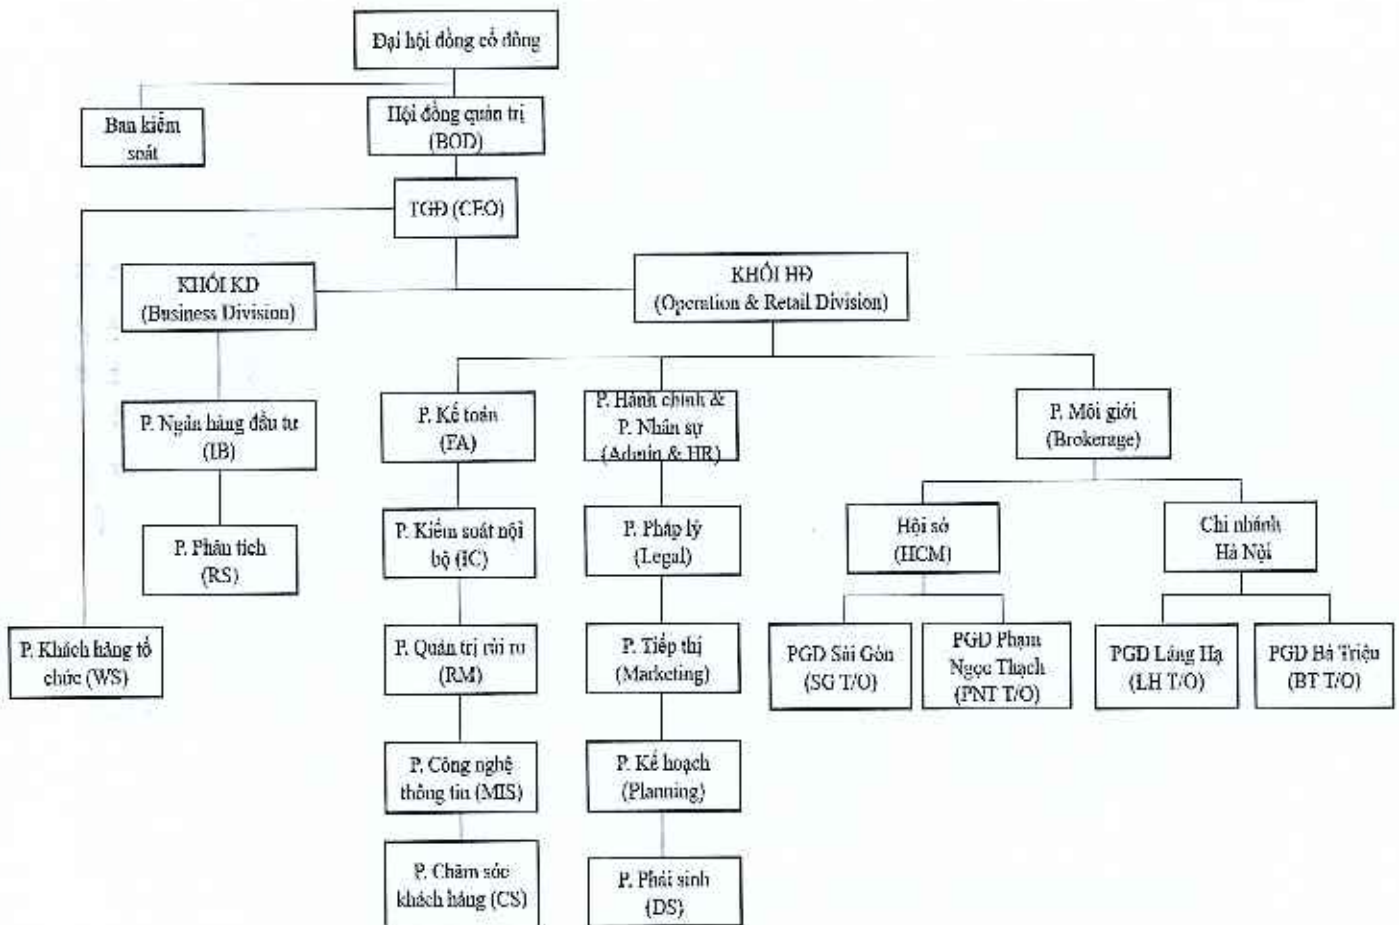 Đại hội đồng cổ đông
Ban kiểm
soát
Hội đồng quản trị
(BOD)
TGĐ (CEO)
KHỐI KD
(Business Division)
KHỐI HĐ
(Operation & Retail Division)
P. Ngân hàng đầu tư
(IB)
P. Phân tích
(RS)
P. Khách hàng tổ
chức (WS)
P. Kế toán
(FA)
P. Kiểm soát nội
bộ (IC)
P. Quản trị rủi ro
(RM)
P. Công nghệ
thông tin (MIS)
P. Chăm sóc
khách hàng (CS)
P. Hành chính &
P. Nhân sự
(Admin & HR)
P. Pháp lý
(Legal)
P. Tiếp thị
(Marketing)
P. Kế hoạch
(Planning)
P. Phái sinh
(DS)
P. Môi giới
(Brokerage)
Hội sở
(HCM)
Chi nhánh
Hà Nội
PGD Sài Gòn
(SG T/O)
PGD Phạm
Ngọc Thạch
(PNT T/O)
PGD Láng Hạ
(LH T/O)
PGD Bà Triệu
(BT T/O)